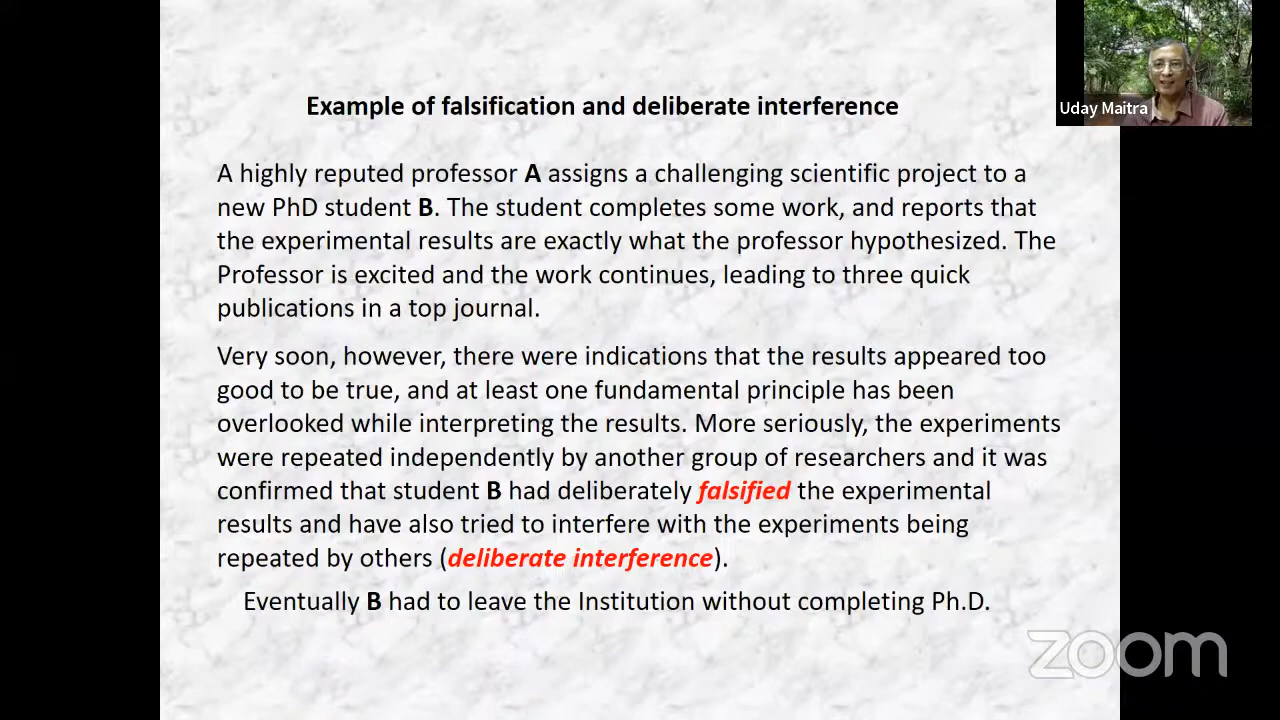 Example of falsification and deliberate interference
Uday Maitra
A highly reputed professor A assigns a challenging scientific project to a
new PhD student B. The student completes some work, and reports that
the experimental results are exactly what the professor hypothesized. The
Professor is excited and the work continues, leading to three quick
publications in a top journal.
Very soon, however, there were indications that the results appeared too
good to be true, and at least one fundamental principle has been
overlooked while interpreting the results. More seriously, the experiments
were repeated independently by another group of researchers and it was
confirmed that student B had deliberately falsified the experimental
results and have also tried to interfere with the experiments being
repeated by others (deliberate interference).
Eventually B had to leave the Institution without completing Ph.D.
zoom